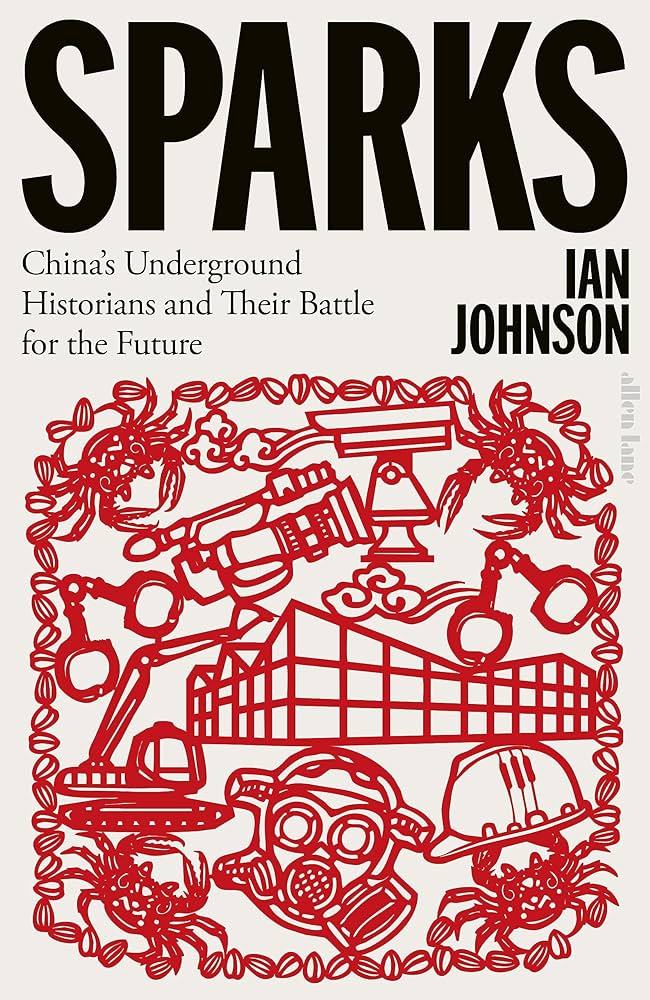 SPARKS
China's Underground
Historians and Their Battle
for the Future
IAN
JOHNSON
allen lane